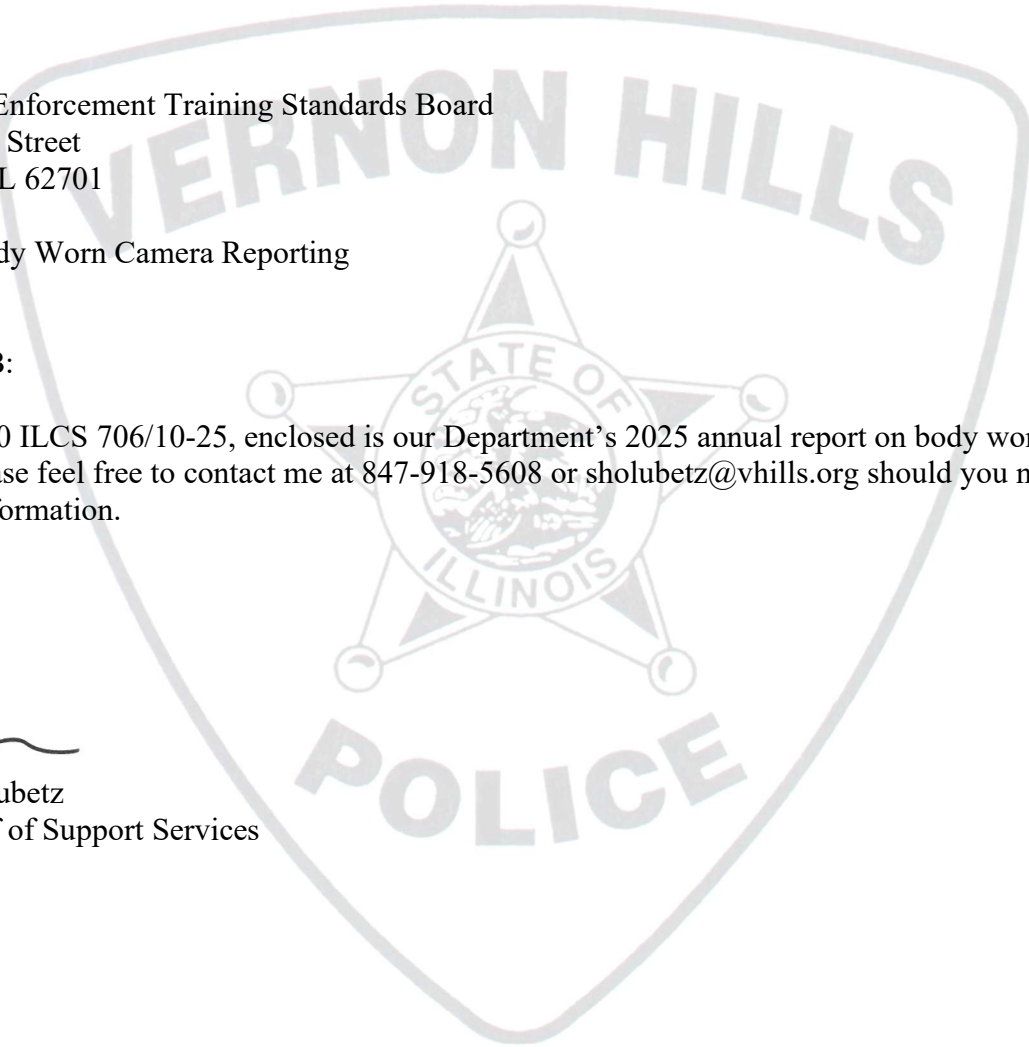 Enforcement Training Standards Board
Street
L 62701
dy Worn Camera Reporting
:
0 ILCS 706/10-25, enclosed is our Department’s 2025 annual report on body wor
ase feel free to contact me at 847-918-5608 or sholubetz@vhills.org should you n
formation.
ubetz
f of Support Services
VERNON HILLS
STATE OF
ILLINOIS
POLICE